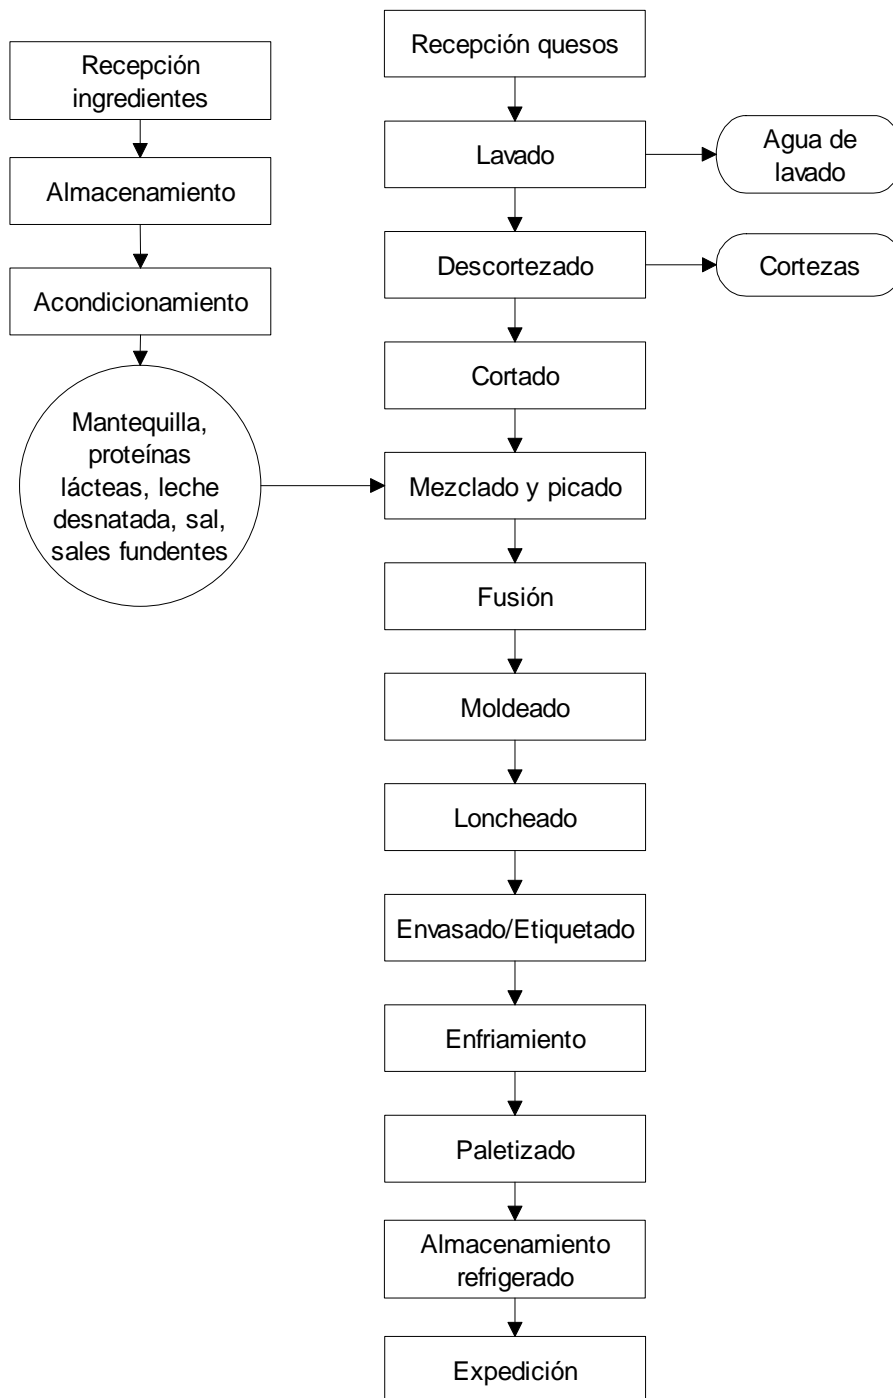 Recepción
ingredientes
Almacenamiento
Acondicionamiento
Mantequilla,
proteínas
lácteas, leche
desnatada, sal,
sales fundentes
Recepción quesos
Lavado
Agua de
lavado
Descortezado
Cortezas
Cortado
Mezclado y picado
Fusión
Moldeado
Loncheado
Envasado/Etiquetado
Enfriamiento
Paletizado
Almacenamiento
refrigerado
Expedición